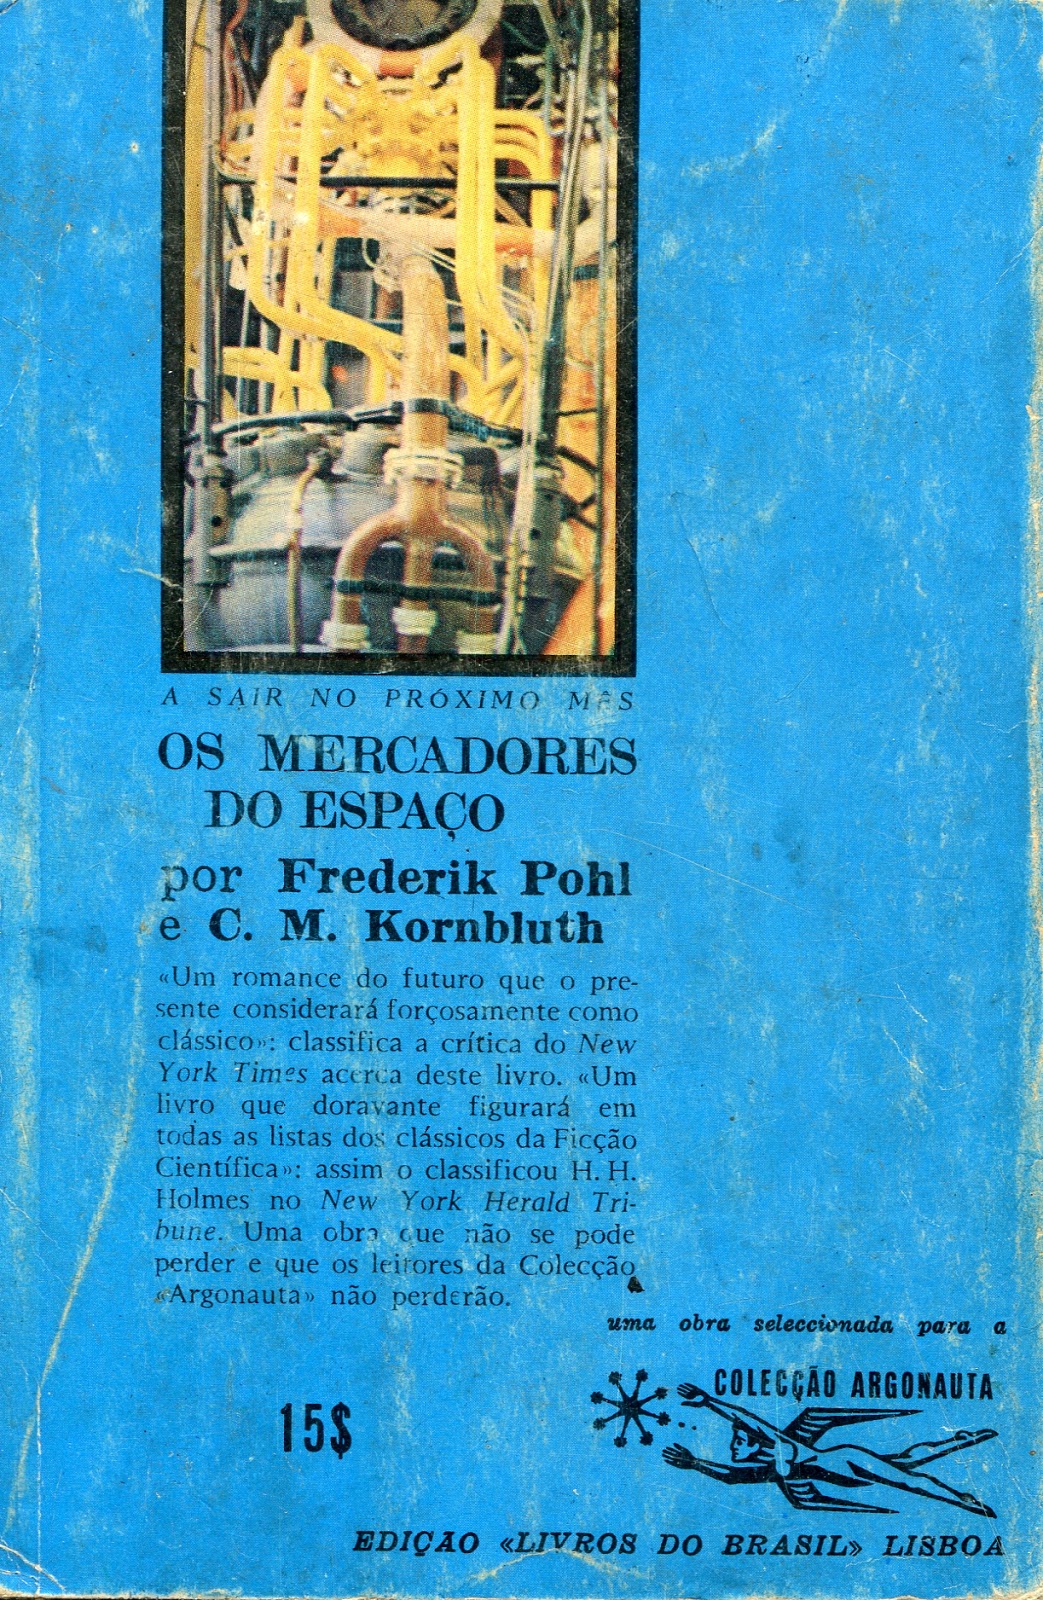 A SAIR NO PRÓXIMO MÊS
OS MERCADORES
DO ESPAÇO
por Frederik Pohl
e C. M. Kornbluth
«Um romance do futuro que o pre-
sente considerará forçosamente como
clássico»: classifica a crítica do New
York Times acerca deste livro. «Um
livro que doravante figurará em
todas as listas dos clássicos da Ficção
Científica»: assim o classificou H. H.
Holmes no New York Herald Tri-
bune. Uma obra que não se pode
perder e que os leitores da Colecção
«Argonauta» não perderão.
uma obra seleccionada para a
COLECÇÃO ARGONAUTA
15$
EDIÇAO «LIVROS DO BRASIL» LISBOA